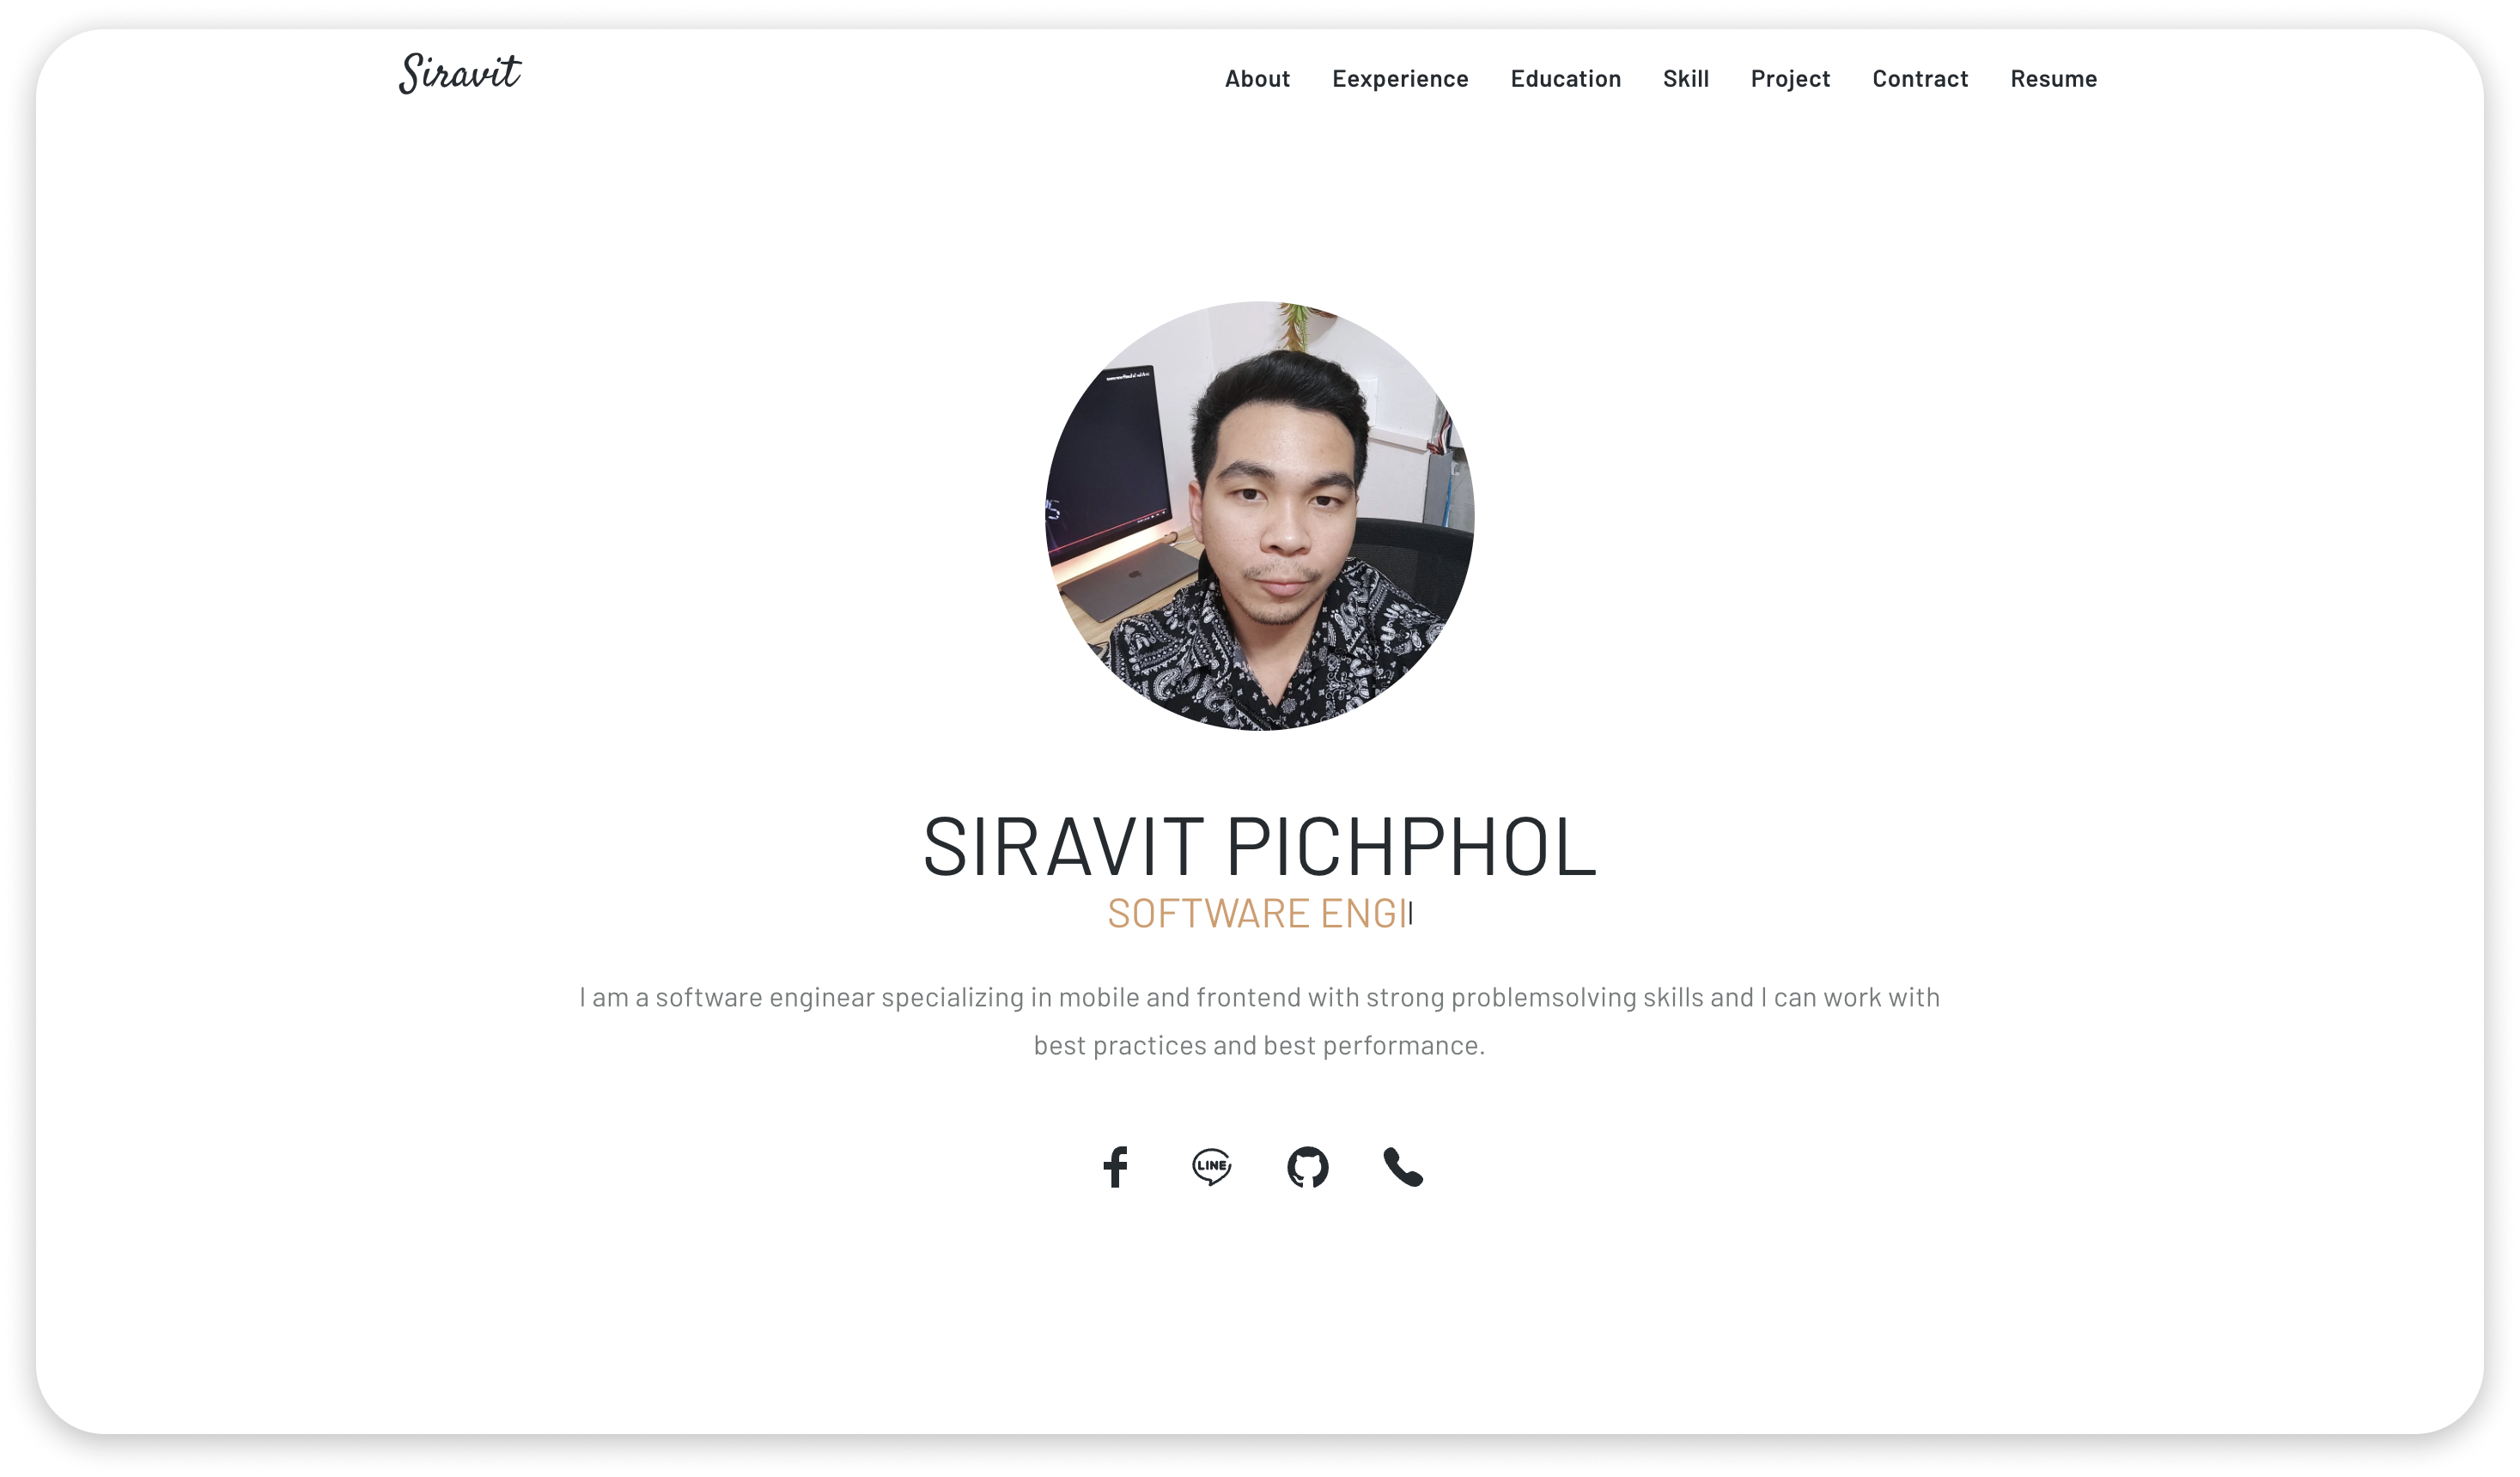 Siravit
About Eexperience Education Skill Project Contract Resume
SIRAVIT PICHPHOL
SOFTWARE ENGI
I am a software enginear specializing in mobile and frontend with strong problemsolving skills and I can work with
best practices and best performance.
LINE